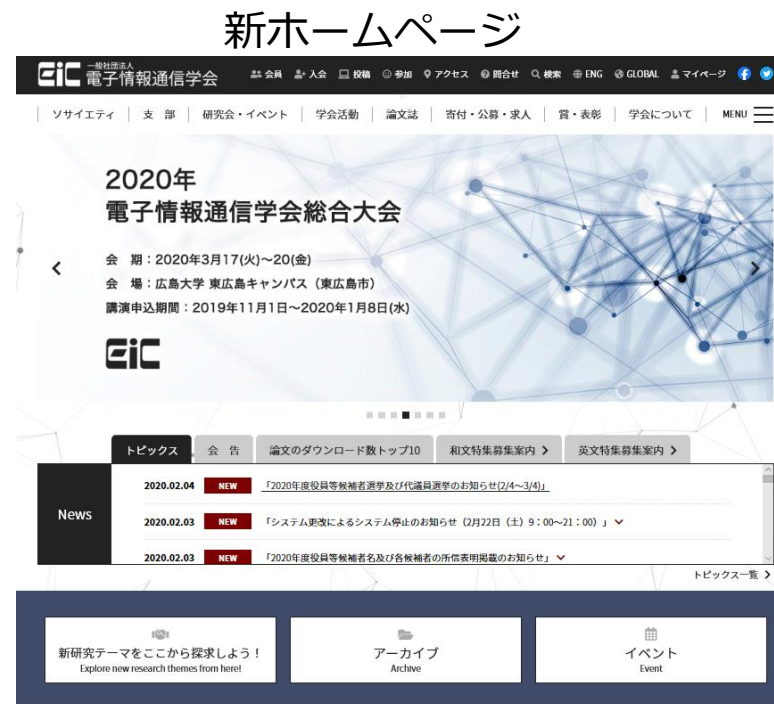 新ホームページ
EiC 一般社団法人
電子情報通信学会
会員 入会 投稿 参加 アクセス 問合せ 検索 ENG GLOBAL マイページ
ソサイエティ 支 部 研究会・イベント 学会活動 論文誌 寄付・公募・求人 賞・表彰 学会について MENU
2020年
電子情報通信学会総合大会
会 期：2020年3月17(火)～20(金)
会 場：広島大学 東広島キャンパス（東広島市）
講演申込期間：2019年11月1日～2020年1月8日(水)
EiC
トピックス 会 告 論文のダウンロード数トップ10 和文特集募集案内 英文特集募集案内
News
2020.02.04 NEW 「2020年度役員等候補者選挙及び代議員選挙のお知らせ(2/4～3/4)」
2020.02.03 NEW 「システム更改によるシステム停止のお知らせ（2月22日（土）9：00～21：00）」
2020.02.03 NEW 「2020年度役員等候補者名及び各候補者の所信表明掲載のお知らせ」
トピックス一覧
新研究テーマをここから探求しよう！
Explore new research themes from here!
アーカイブ
Archive
イベント
Event